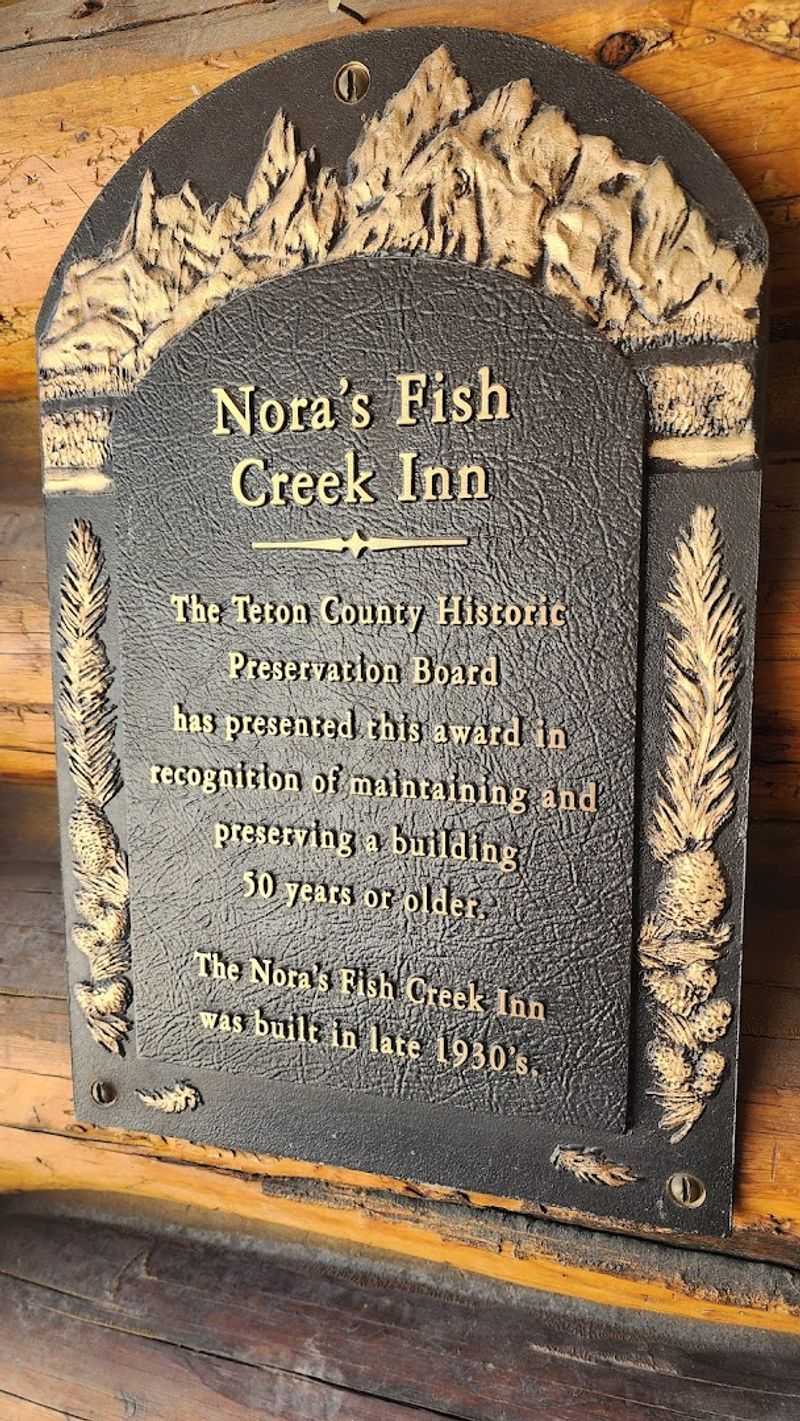 Nora's Fish
Creek Inn
The Teton County Historic
Preservation Board
has presented this award in
recognition of maintaining and
preserving a building
50 years or older.
The Nora's Fish Creek Inn
was built in late 1930's.